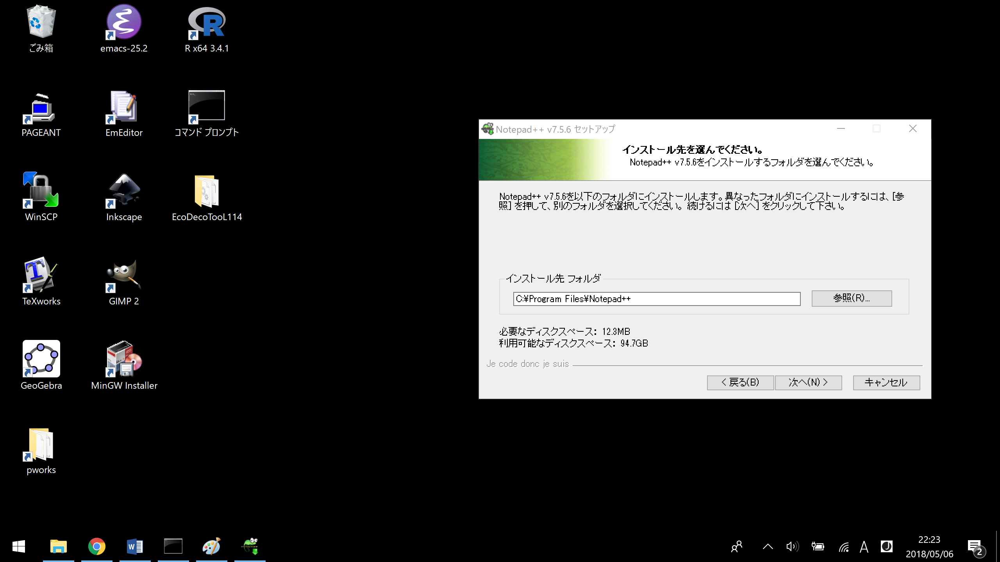 ごみ箱
emacs-25.2
R x64 3.4.1
PAGEANT
EmEditor
コマンド プロンプト
WinSCP
Inkscape
EcoDecoTooL114
TeXworks
GIMP 2
GeoGebra
MinGW Installer
pworks
Notepad++ v7.5.6 セットアップ
インストール先を選んでください。
Notepad++ v7.5.6をインストールするフォルダを選んでください。
Notepad++ v7.5.6を以下のフォルダにインストールします。異なったフォルダにインストールするには、[参
照] を押して、別のフォルダを選択してください。 続けるには [次へ] をクリックして下さい。
インストール先 フォルダ
C:¥Program Files¥Notepad++
参照(R)...
必要なディスクスペース: 12.3MB
利用可能なディスクスペース: 94.7GB
Je code donc je suis
< 戻る(B)
次へ(N) >
キャンセル
A
J
22:23
2018/05/06
2